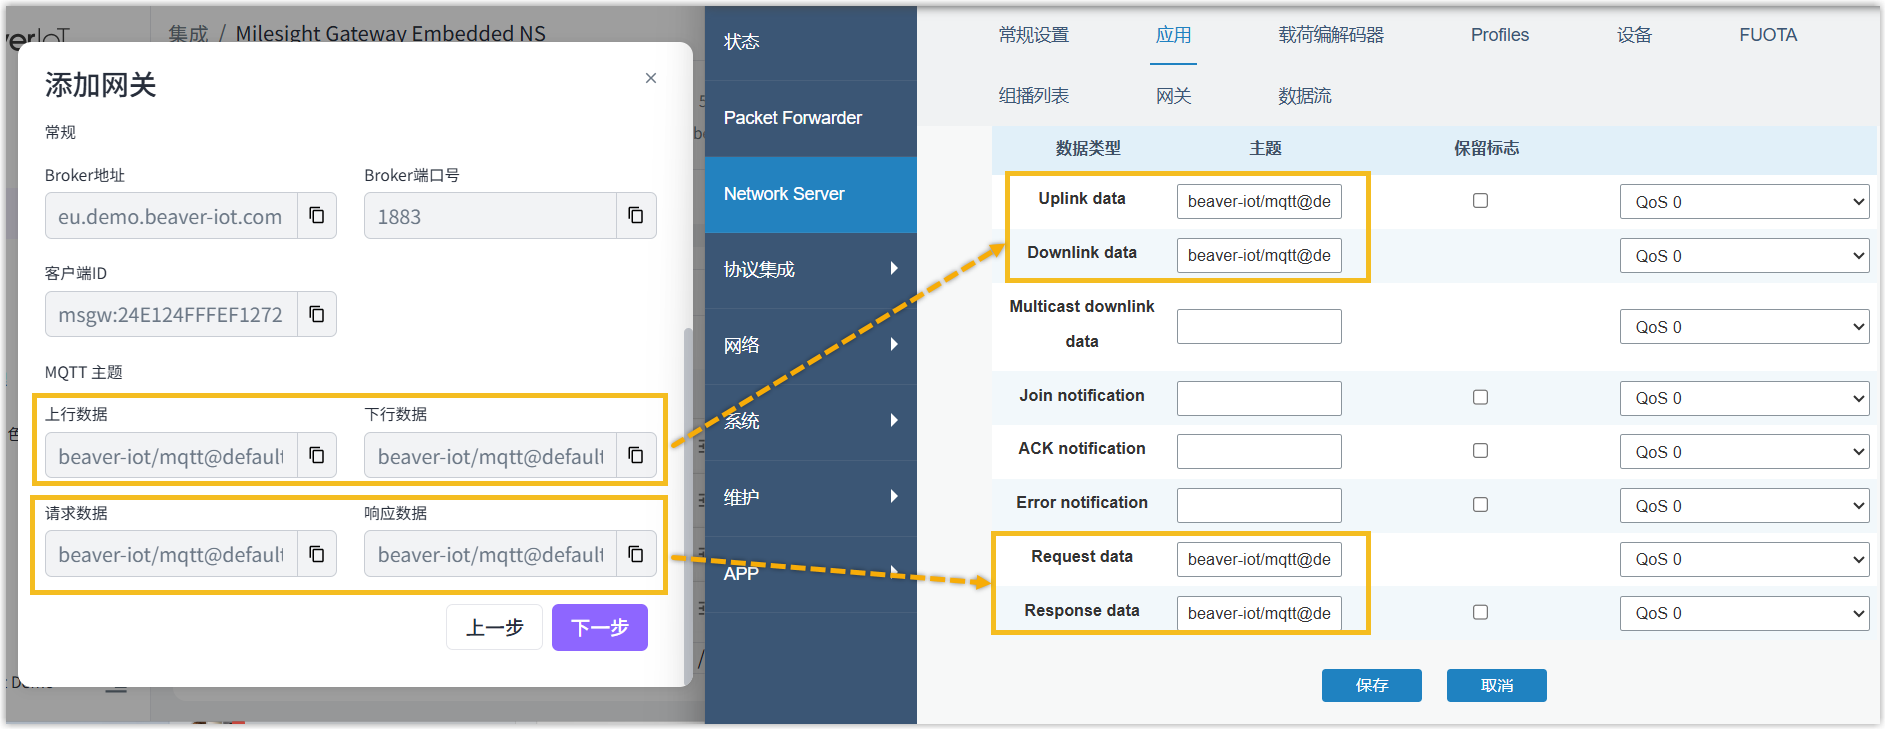 集成 / Milesight Gateway Embedded NS
添加网关
常规
Broker地址 Broker端口号
eu.demo.beaver-iot.com 1883
客户端ID
msgw:24E124FFFEF1272
MQTT 主题
上行数据 下行数据
beaver-iot/mqtt@default beaver-iot/mqtt@default
请求数据 响应数据
beaver-iot/mqtt@default beaver-iot/mqtt@default
上一步 下一步
状态
Packet Forwarder
Network Server
协议集成
网络
系统
维护
APP
常规设置 应用 载荷编解码器 Profiles 设备 FUOTA
组播列表 网关 数据流
数据类型 主题 保留标志
Uplink data beaver-iot/mqtt@de QoS 0
Downlink data beaver-iot/mqtt@de QoS 0
Multicast downlink
data QoS 0
Join notification QoS 0
ACK notification QoS 0
Error notification QoS 0
Request data beaver-iot/mqtt@de QoS 0
Response data beaver-iot/mqtt@de QoS 0
保存 取消